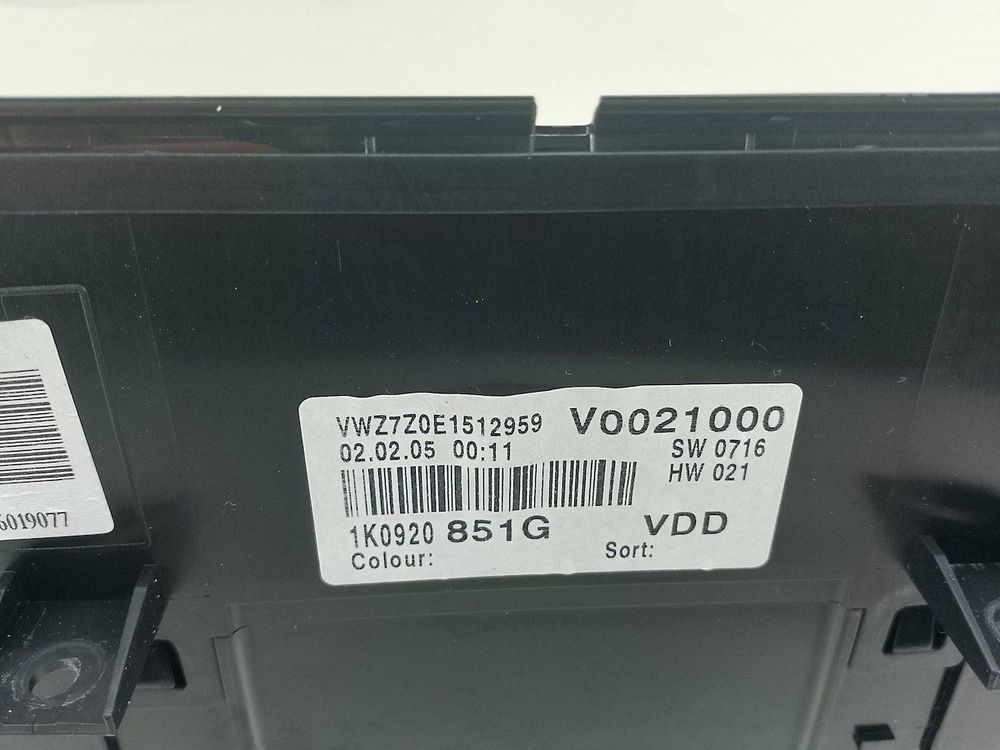 VWZ7Z0E1512959 V0021000
02.02.05 00:11 SW 0716
HW 021
1K0920 851G VDD
Colour: Sort:
6019077